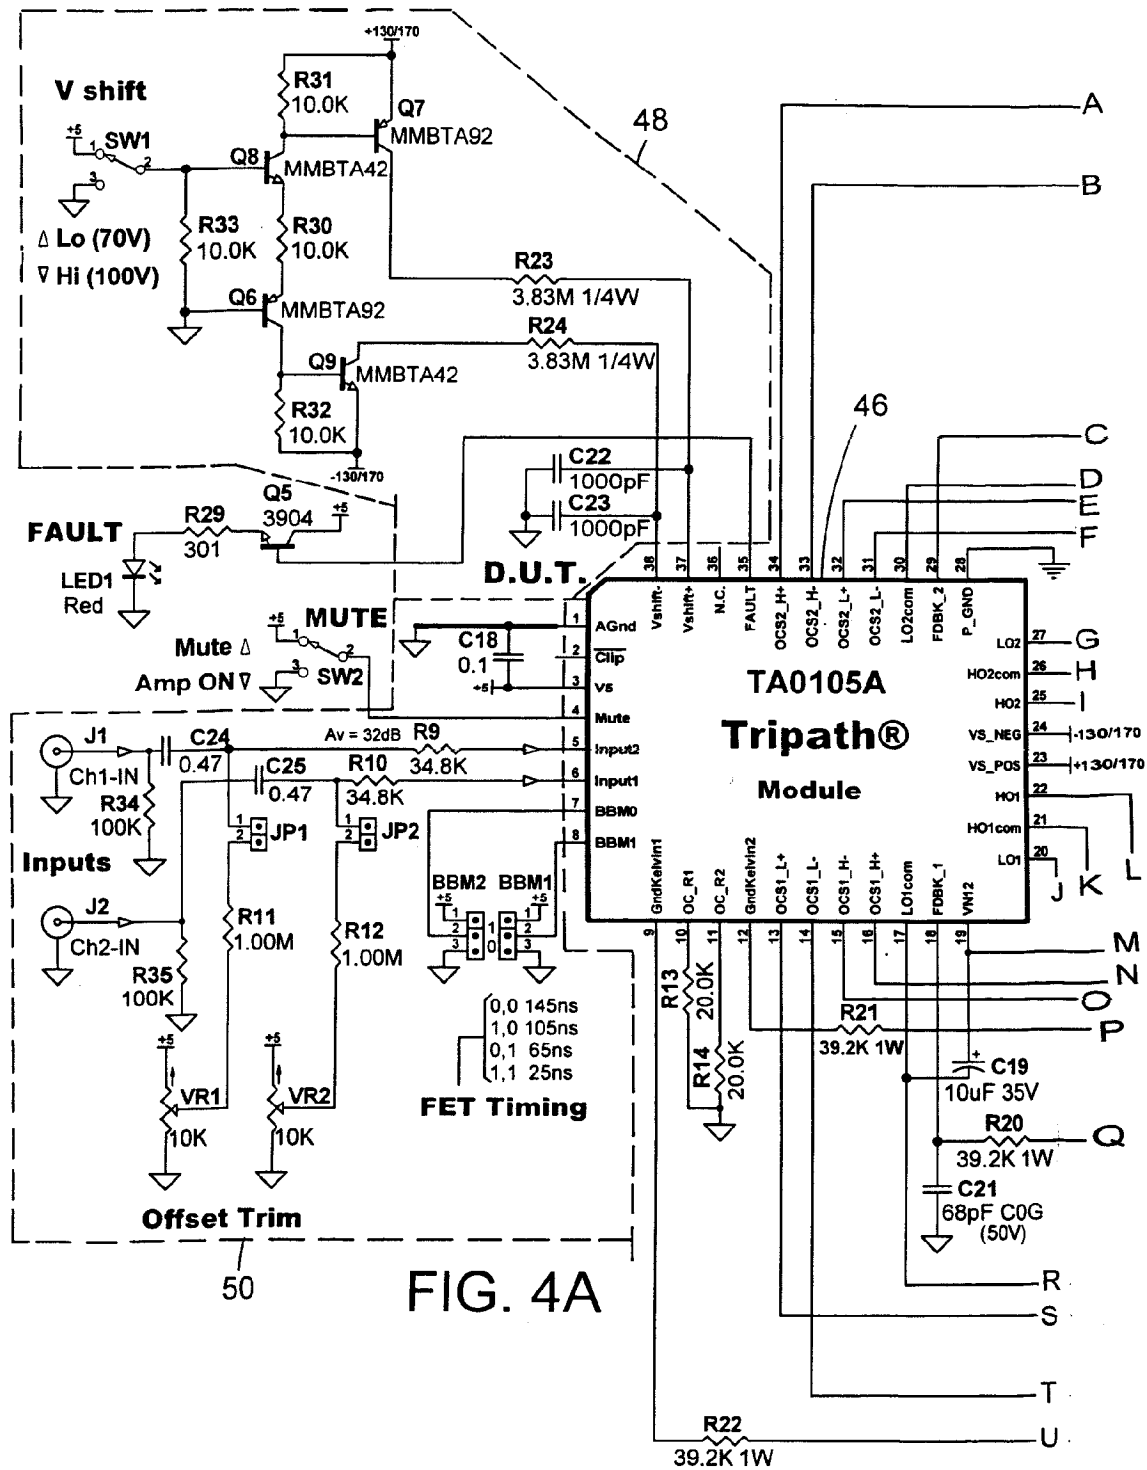 +130/170
V shift
+5
1
SW1
2
3
△ Lo (70V)
▽ Hi (100V)
R31
10.0K
Q7
MMBTA92
Q8
MMBTA42
R33
10.0K
R30
10.0K
Q6
MMBTA92
Q9
MMBTA42
R32
10.0K
-130/170
R23
3.83M 1/4W
R24
3.83M 1/4W
48
A
B
46
C
D
E
F
C22
1000pF
C23
1000pF
FAULT
R29
301
Q5
3904
+5
LED1
Red
D.U.T.
MUTE
+5
1
2
3
SW2
Mute △
Amp ON ▽
C18
0.1
+5
38 37 36 35 34 33 32 31 30 29 28
Vshift-
Vshift+
N.C.
FAULT
OCS2_H+
OCS2_H-
OCS2_L+
OCS2_L-
LO2com
FDBK_2
P_GND
1 AGnd
2 Clip
3 Vs
4 Mute
5 Input2
6 Input1
7 BBM0
8 BBM1
TA0105A
Tripath®
Module
LO2 27 G
HO2com 26 H
HO2 25 I
VS_NEG 24 -130/170
VS_POS 23 +130/170
HO1 22
HO1com 21
LO1 20
J
K
L
GndKelvin1
OC_R1
OC_R2
GndKelvin2
OCS1_L+
OCS1_L-
OCS1_H-
OCS1_H+
LO1com
FDBK_1
VN12
9 10 11 12 13 14 15 16 17 18 19
J1
Ch1-IN
C24
0.47
Av = 32dB
R9
34.8K
C25
0.47
R10
34.8K
R34
100K
1
2
JP1
1
2
JP2
Inputs
J2
Ch2-IN
R35
100K
R11
1.00M
R12
1.00M
BBM2 BBM1
+5
+5
1
2
3
1
0
1
2
3
0,0 145ns
1,0 105ns
0,1 65ns
1,1 25ns
FET Timing
+5
VR1
10K
+5
VR2
10K
Offset Trim
50
R13
20.0K
R14
20.0K
M
N
O
R21
39.2K 1W
P
+
C19
10uF 35V
R20
39.2K 1W
Q
C21
68pF C0G
(50V)
R
S
T
R22
39.2K 1W
U
FIG. 4A